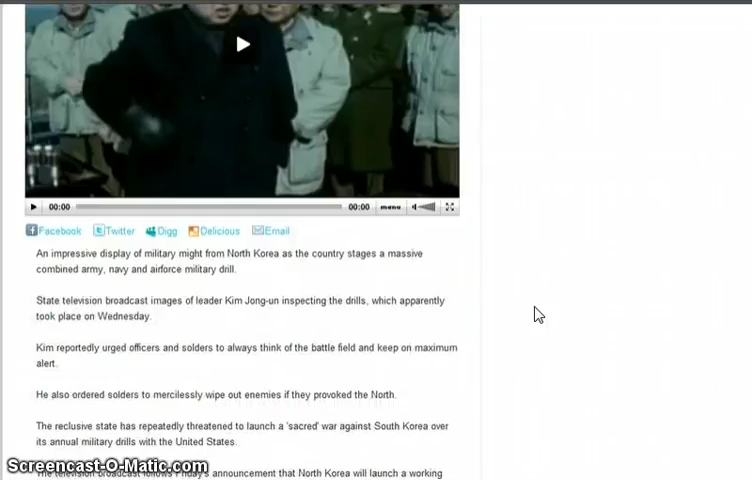 00:00
00:00
menu
Facebook Twitter Digg Delicious Email
An impressive display of military might from North Korea as the country stages a massive
combined army, navy and airforce military drill.
State television broadcast images of leader Kim Jong-un inspecting the drills, which apparently
took place on Wednesday.
Kim reportedly urged officers and solders to always think of the battle field and keep on maximum
alert.
He also ordered solders to mercilessly wipe out enemies if they provoked the North.
The reclusive state has repeatedly threatened to launch a 'sacred' war against South Korea over
its annual military drills with the United States.
Screencast-O-Matic.com
The television broadcast follows Friday's announcement that North Korea will launch a working